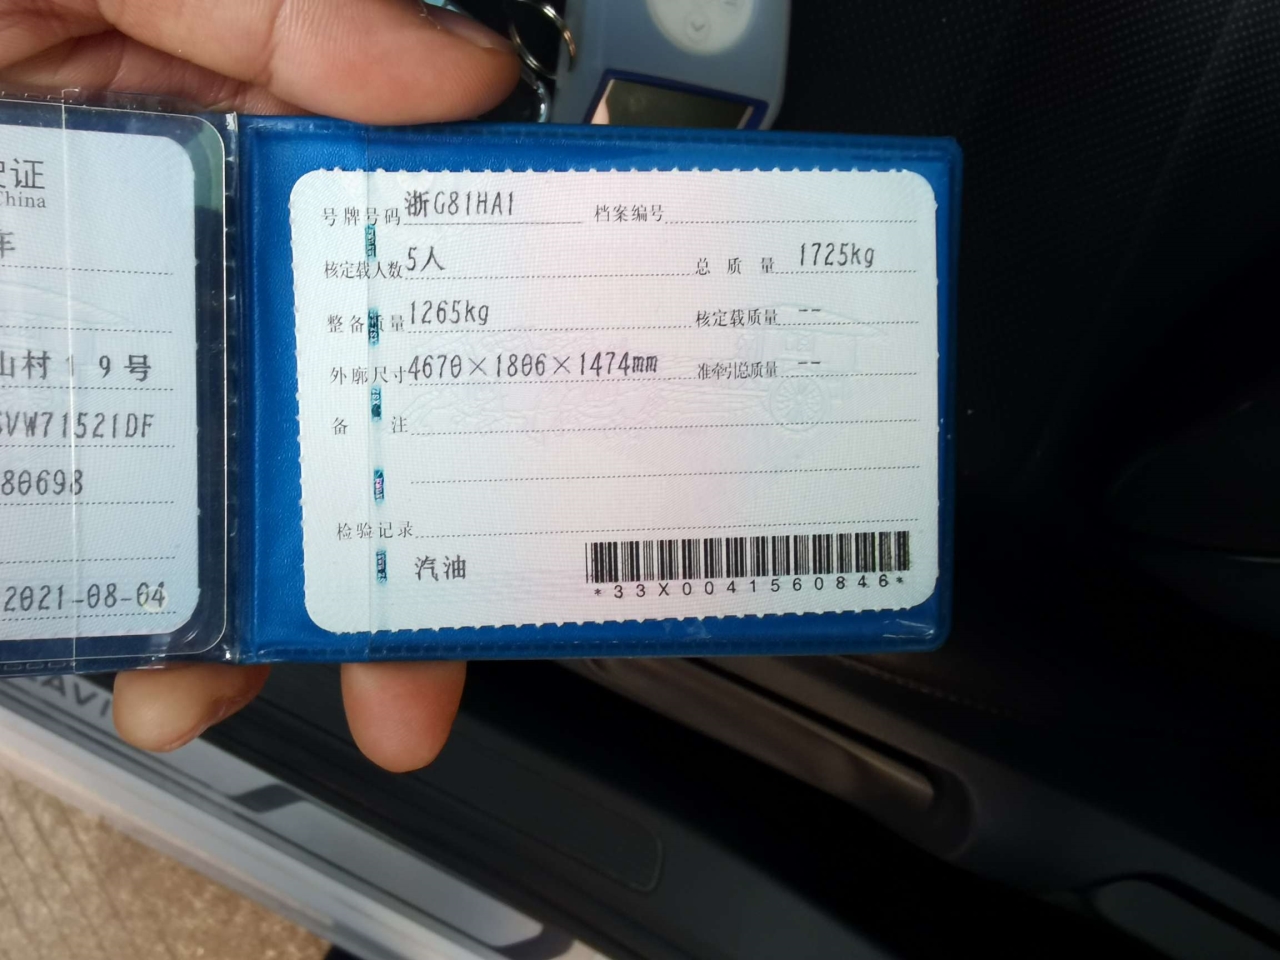 证
China
车
山村19号
SVW71521DF
80698
2021-08-04
号牌号码 浙G81HA1 档案编号
核定载人数 5人 总质量 1725kg
整备质量 1265kg 核定载质量 --
外廓尺寸 4670×1806×1474mm 准牵引总质量 --
备注
检验记录
汽油
*33X0041560846*